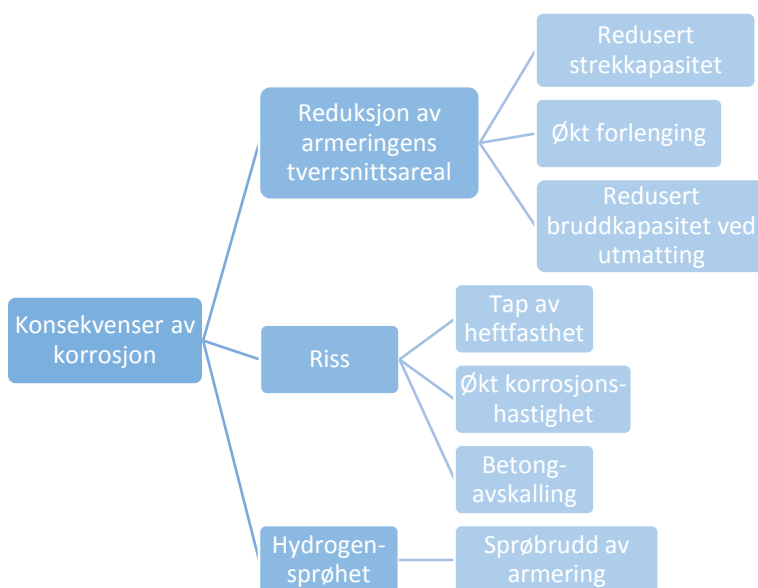 Konsekvenser av
korrosjon
Reduksjon av
armeringens
tverrsnittsareal
Redusert
strekkapasitet
Økt forlenging
Redusert
bruddkapasitet ved
utmatting
Riss
Tap av
heftfasthet
Økt korrosjons-
hastighet
Betong-
avskalling
Hydrogen-
sprøhet
Sprøbrudd av
armering